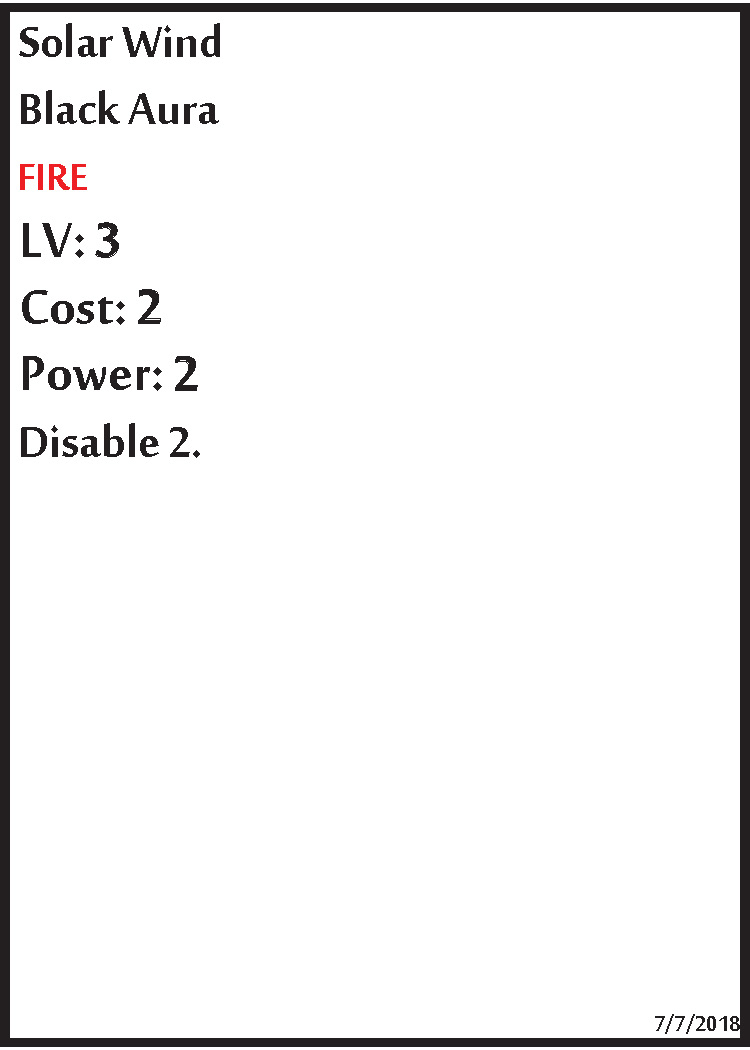 Solar Wind
Black Aura
FIRE
LV: 3
Cost: 2
Power: 2
Disable 2.
7/7/2018